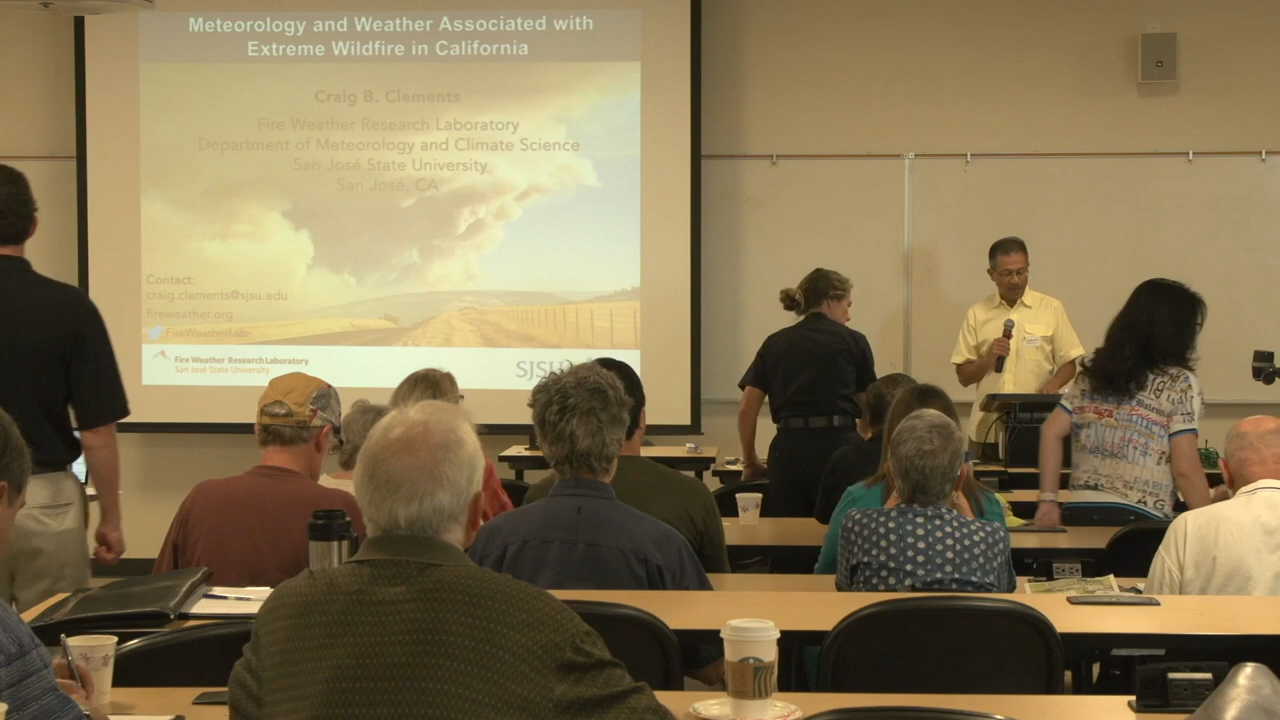 Meteorology and Weather Associated with
Extreme Wildfire in California
Craig B. Clements
Fire Weather Research Laboratory
Department of Meteorology and Climate Science
San José State University
San José, CA
Contact:
craig.clements@sjsu.edu
fireweather.org
FireWeatherLab
Fire Weather Research Laboratory
San José State University
SJSU